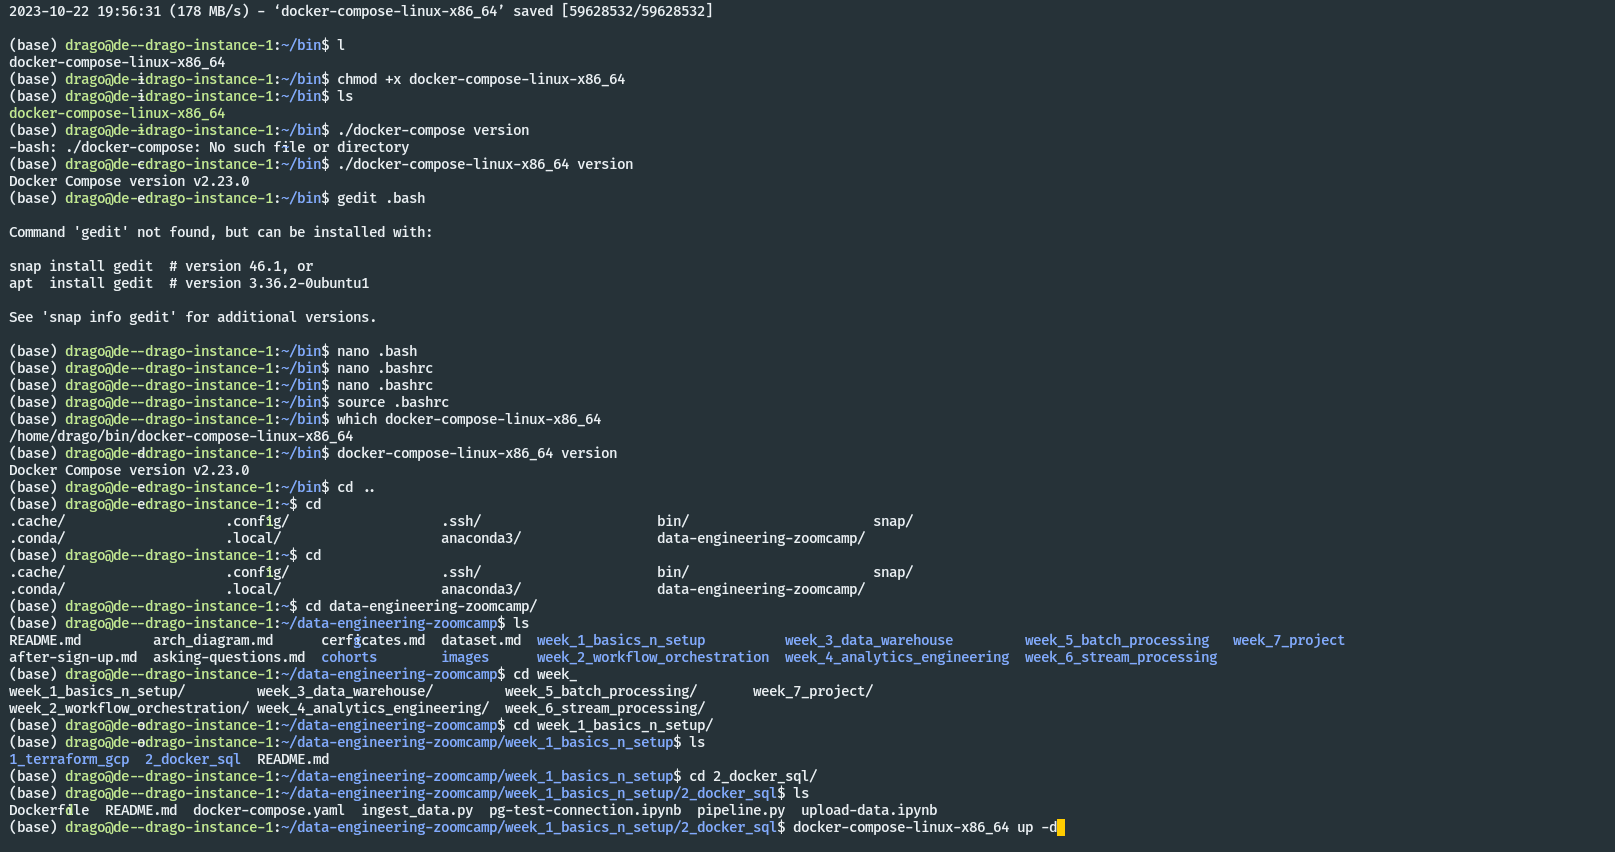 2023-10-22 19:56:31 (178 MB/s) - ‘docker-compose-linux-x86_64’ saved [59628532/59628532]
(base) drago@de--drago-instance-1:~/bin$ l
docker-compose-linux-x86_64
(base) drago@de-idrago-instance-1:~/bin$ chmod +x docker-compose-linux-x86_64
(base) drago@de-idrago-instance-1:~/bin$ ls
docker-compose-linux-x86_64
(base) drago@de-idrago-instance-1:~/bin$ ./docker-compose version
-bash: ./docker-compose: No such file or directory
(base) drago@de-cdrago-instance-1:~/bin$ ./docker-compose-linux-x86_64 version
Docker Compose version v2.23.0
(base) drago@de-edrago-instance-1:~/bin$ gedit .bash
Command 'gedit' not found, but can be installed with:
snap install gedit  # version 46.1, or
apt  install gedit  # version 3.36.2-0ubuntu1
See 'snap info gedit' for additional versions.
(base) drago@de--drago-instance-1:~/bin$ nano .bash
(base) drago@de--drago-instance-1:~/bin$ nano .bashrc
(base) drago@de--drago-instance-1:~/bin$ nano .bashrc
(base) drago@de--drago-instance-1:~/bin$ source .bashrc
(base) drago@de--drago-instance-1:~/bin$ which docker-compose-linux-x86_64
/home/drago/bin/docker-compose-linux-x86_64
(base) drago@de-ddrago-instance-1:~/bin$ docker-compose-linux-x86_64 version
Docker Compose version v2.23.0
(base) drago@de-edrago-instance-1:~/bin$ cd ..
(base) drago@de-edrago-instance-1:~$ cd
.cache/ .config/ .ssh/ bin/ snap/
.conda/ .local/ anaconda3/ data-engineering-zoomcamp/
(base) drago@de--drago-instance-1:~$ cd
.cache/ .config/ .ssh/ bin/ snap/
.conda/ .local/ anaconda3/ data-engineering-zoomcamp/
(base) drago@de--drago-instance-1:~$ cd data-engineering-zoomcamp/
(base) drago@de--drago-instance-1:~/data-engineering-zoomcamp$ ls
README.md arch_diagram.md cerficates.md dataset.md week_1_basics_n_setup week_3_data_warehouse week_5_batch_processing week_7_project
after-sign-up.md asking-questions.md cohorts images week_2_workflow_orchestration week_4_analytics_engineering week_6_stream_processing
(base) drago@de--drago-instance-1:~/data-engineering-zoomcamp$ cd week_
week_1_basics_n_setup/ week_3_data_warehouse/ week_5_batch_processing/ week_7_project/
week_2_workflow_orchestration/ week_4_analytics_engineering/ week_6_stream_processing/
(base) drago@de-odrago-instance-1:~/data-engineering-zoomcamp$ cd week_1_basics_n_setup/
(base) drago@de-odrago-instance-1:~/data-engineering-zoomcamp/week_1_basics_n_setup$ ls
1_terraform_gcp 2_docker_sql README.md
(base) drago@de--drago-instance-1:~/data-engineering-zoomcamp/week_1_basics_n_setup$ cd 2_docker_sql/
(base) drago@de--drago-instance-1:~/data-engineering-zoomcamp/week_1_basics_n_setup/2_docker_sql$ ls
Dockerfile README.md docker-compose.yaml ingest_data.py pg-test-connection.ipynb pipeline.py upload-data.ipynb
(base) drago@de--drago-instance-1:~/data-engineering-zoomcamp/week_1_basics_n_setup/2_docker_sql$ docker-compose-linux-x86_64 up -d